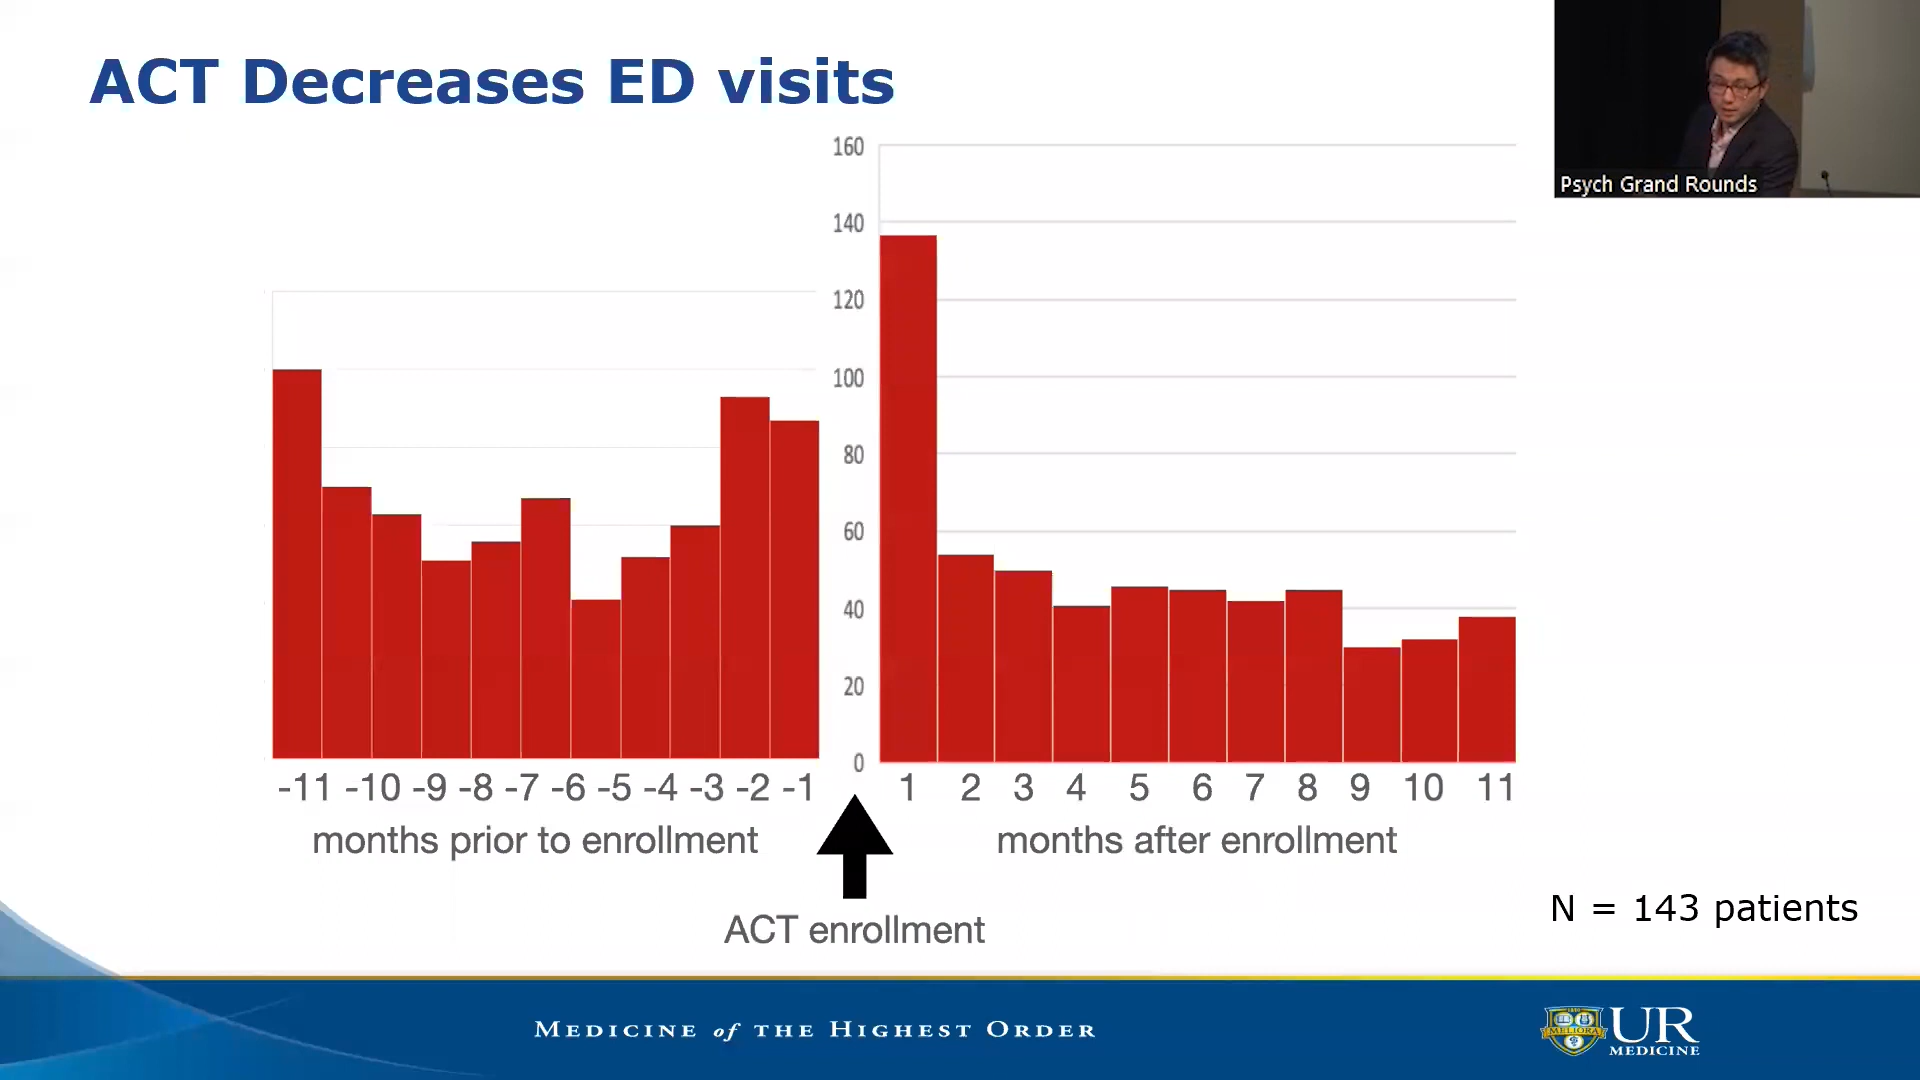 ACT Decreases ED visits
Psych Grand Rounds
160
140
120
100
80
60
40
20
0
-11 -10 -9 -8 -7 -6 -5 -4 -3 -2 -1
1 2 3 4 5 6 7 8 9 10 11
months prior to enrollment
months after enrollment
ACT enrollment
N = 143 patients
MEDICINE of THE HIGHEST ORDER
MELIORA
UR
MEDICINE